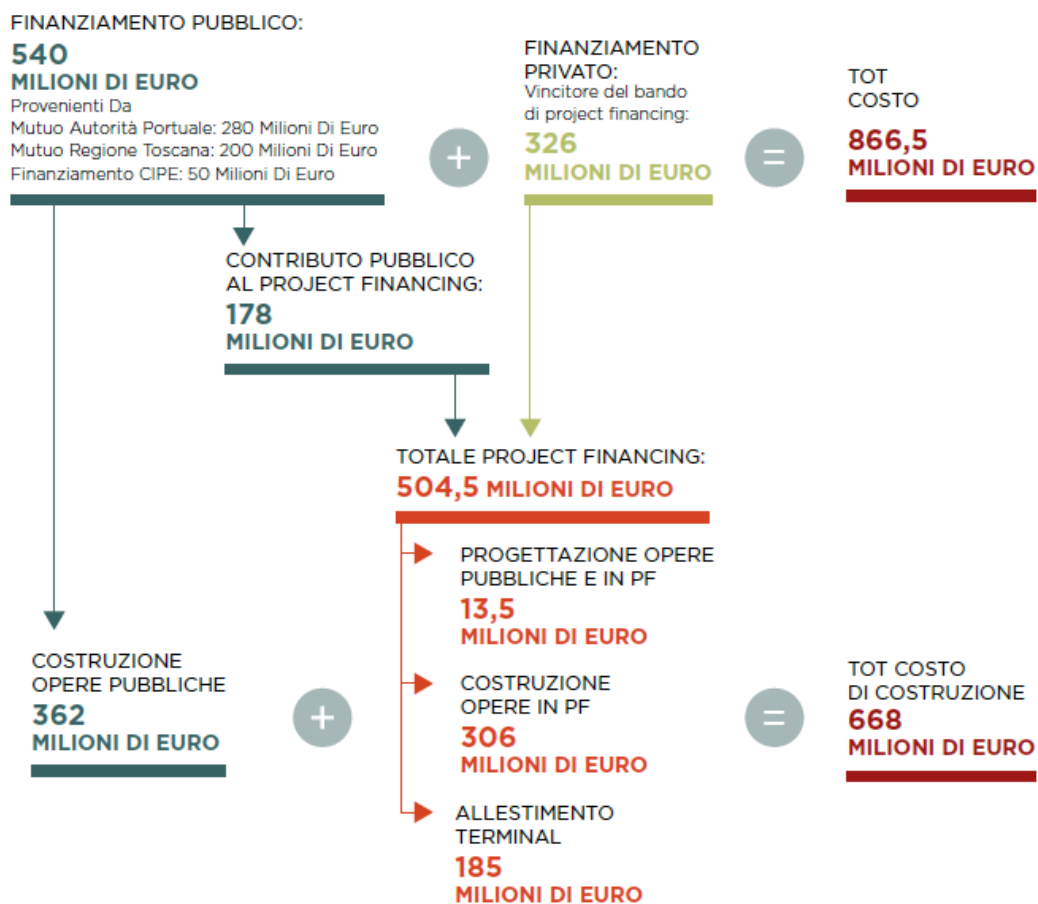 FINANZIAMENTO PUBBLICO:
540
MILIONI DI EURO
Provenienti Da
Mutuo Autorità Portuale: 280 Milioni Di Euro
Mutuo Regione Toscana: 200 Milioni Di Euro
Finanziamento CIPE: 50 Milioni Di Euro
+
FINANZIAMENTO
PRIVATO:
Vincitore del bando
di project financing:
326
MILIONI DI EURO
=
TOT
COSTO
866,5
MILIONI DI EURO
CONTRIBUTO PUBBLICO
AL PROJECT FINANCING:
178
MILIONI DI EURO
TOTALE PROJECT FINANCING:
504,5 MILIONI DI EURO
PROGETTAZIONE OPERE
PUBBLICHE E IN PF
13,5
MILIONI DI EURO
COSTRUZIONE
OPERE PUBBLICHE
362
MILIONI DI EURO
+
COSTRUZIONE
OPERE IN PF
306
MILIONI DI EURO
=
TOT COSTO
DI COSTRUZIONE
668
MILIONI DI EURO
ALLESTIMENTO
TERMINAL
185
MILIONI DI EURO